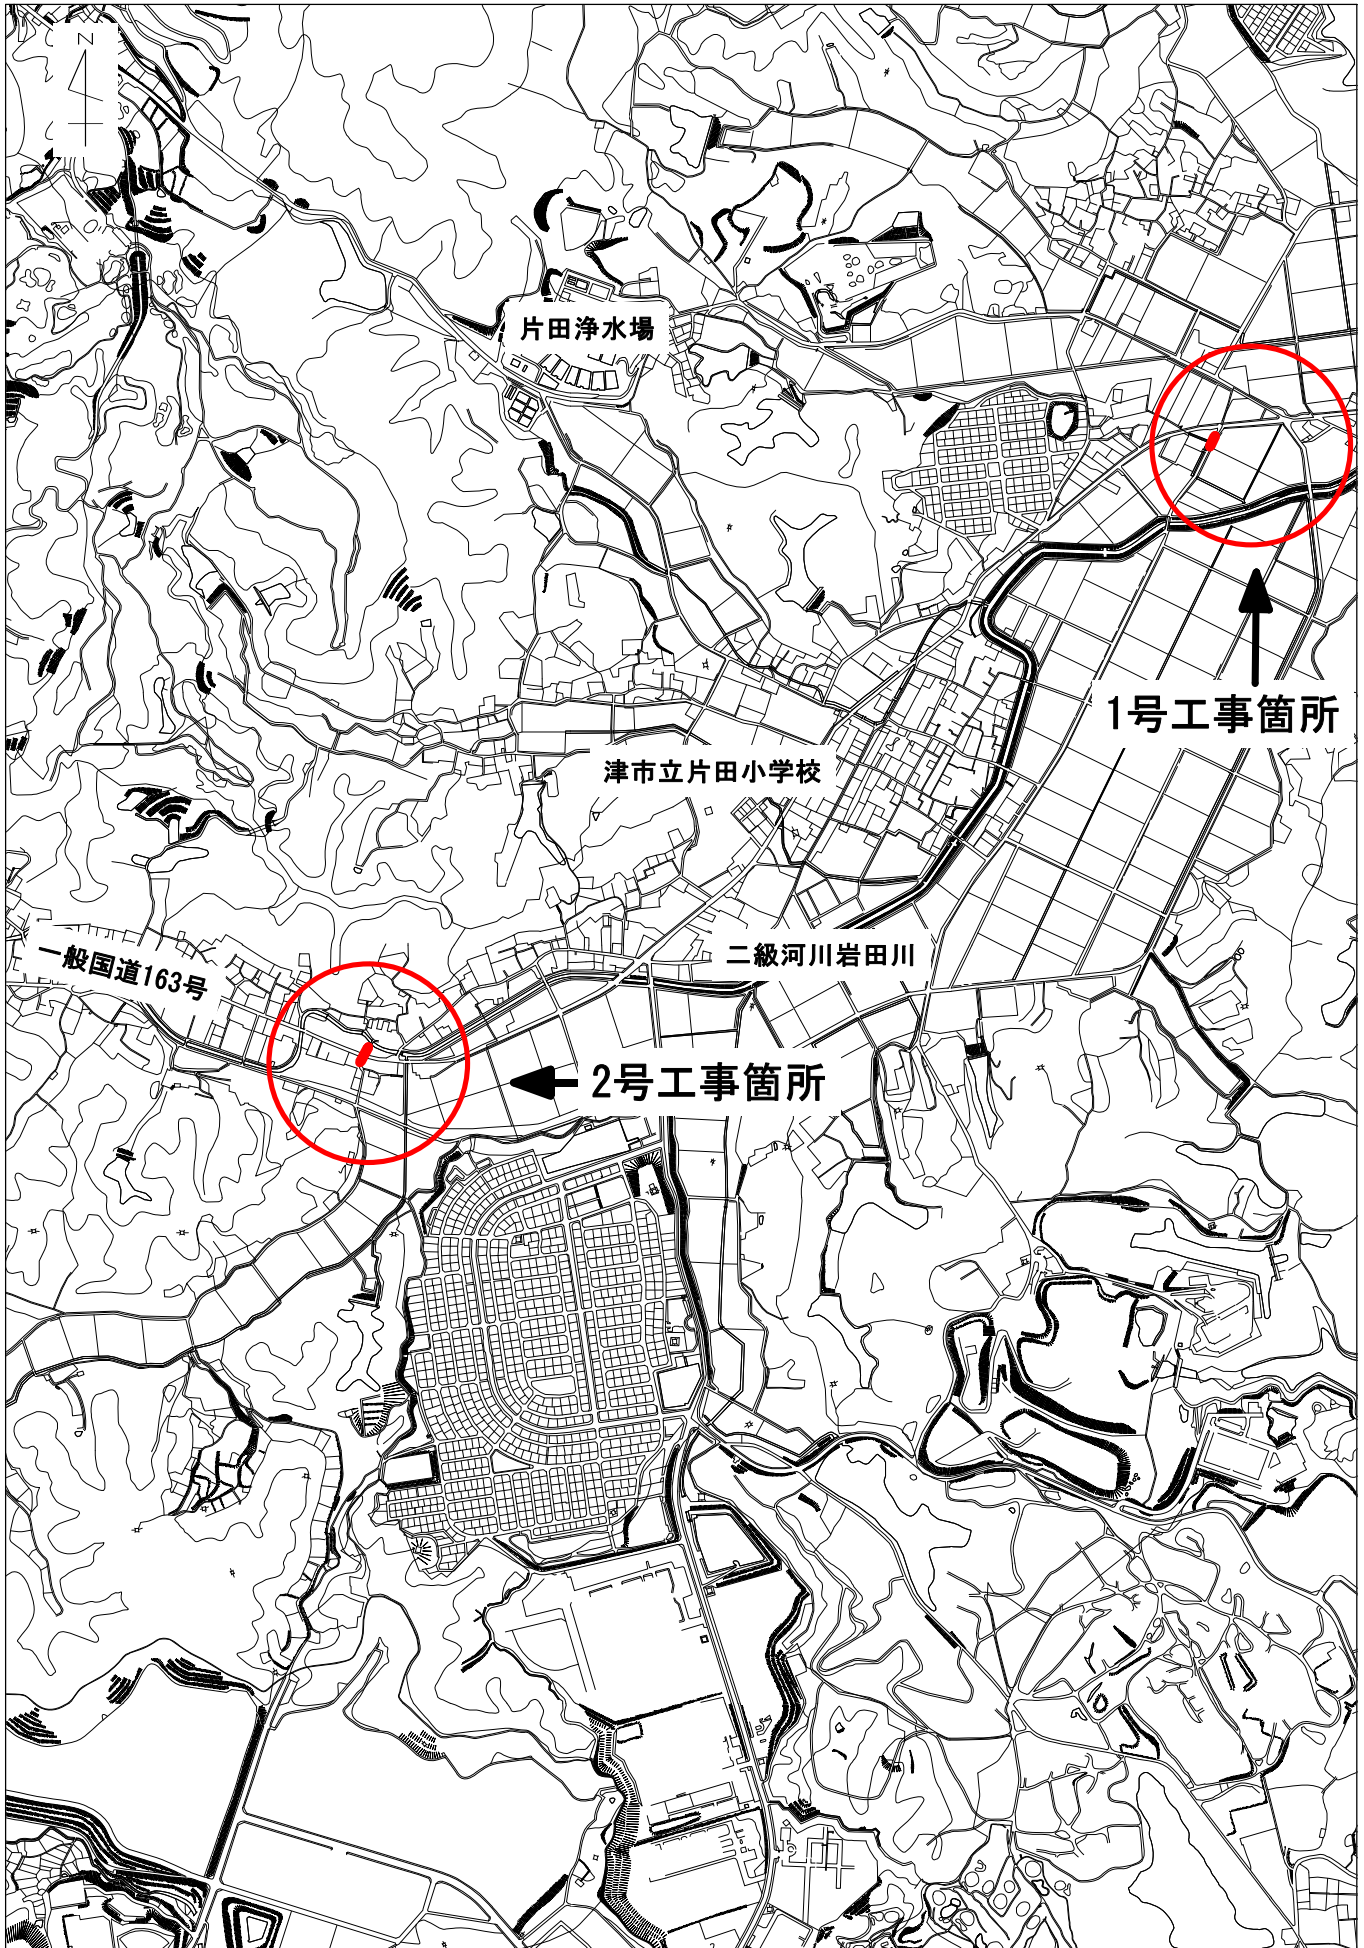 N
片田浄水場
1号工事箇所
津市立片田小学校
二級河川岩田川
一般国道163号
2号工事箇所